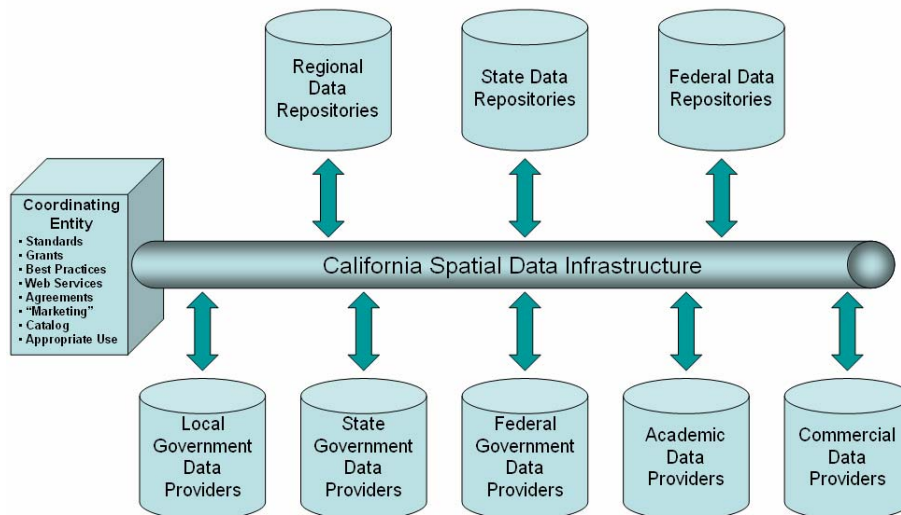 Regional
Data
Repositories
State Data
Repositories
Federal Data
Repositories
Coordinating
Entity
▪ Standards
▪ Grants
▪ Best Practices
▪ Web Services
▪ Agreements
▪ “Marketing”
▪ Catalog
▪ Appropriate Use
California Spatial Data Infrastructure
Local
Government
Data
Providers
State
Government
Data
Providers
Federal
Government
Data
Providers
Academic
Data
Providers
Commercial
Data
Providers